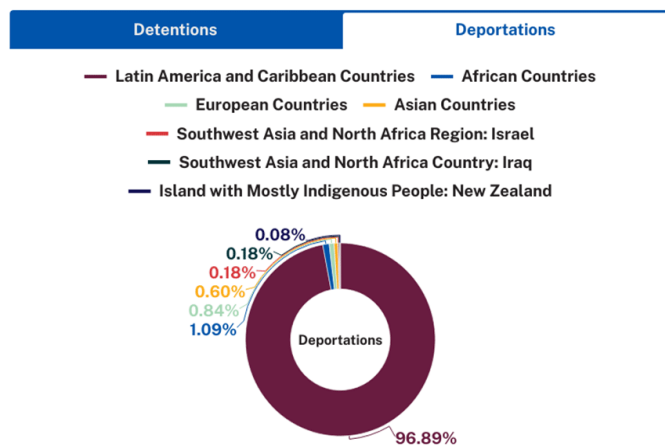 Detentions Deportations
Latin America and Caribbean Countries African Countries
European Countries Asian Countries
Southwest Asia and North Africa Region: Israel
Southwest Asia and North Africa Country: Iraq
Island with Mostly Indigenous People: New Zealand
0.08%
0.18%
0.18%
0.60%
0.84%
1.09%
Deportations
96.89%